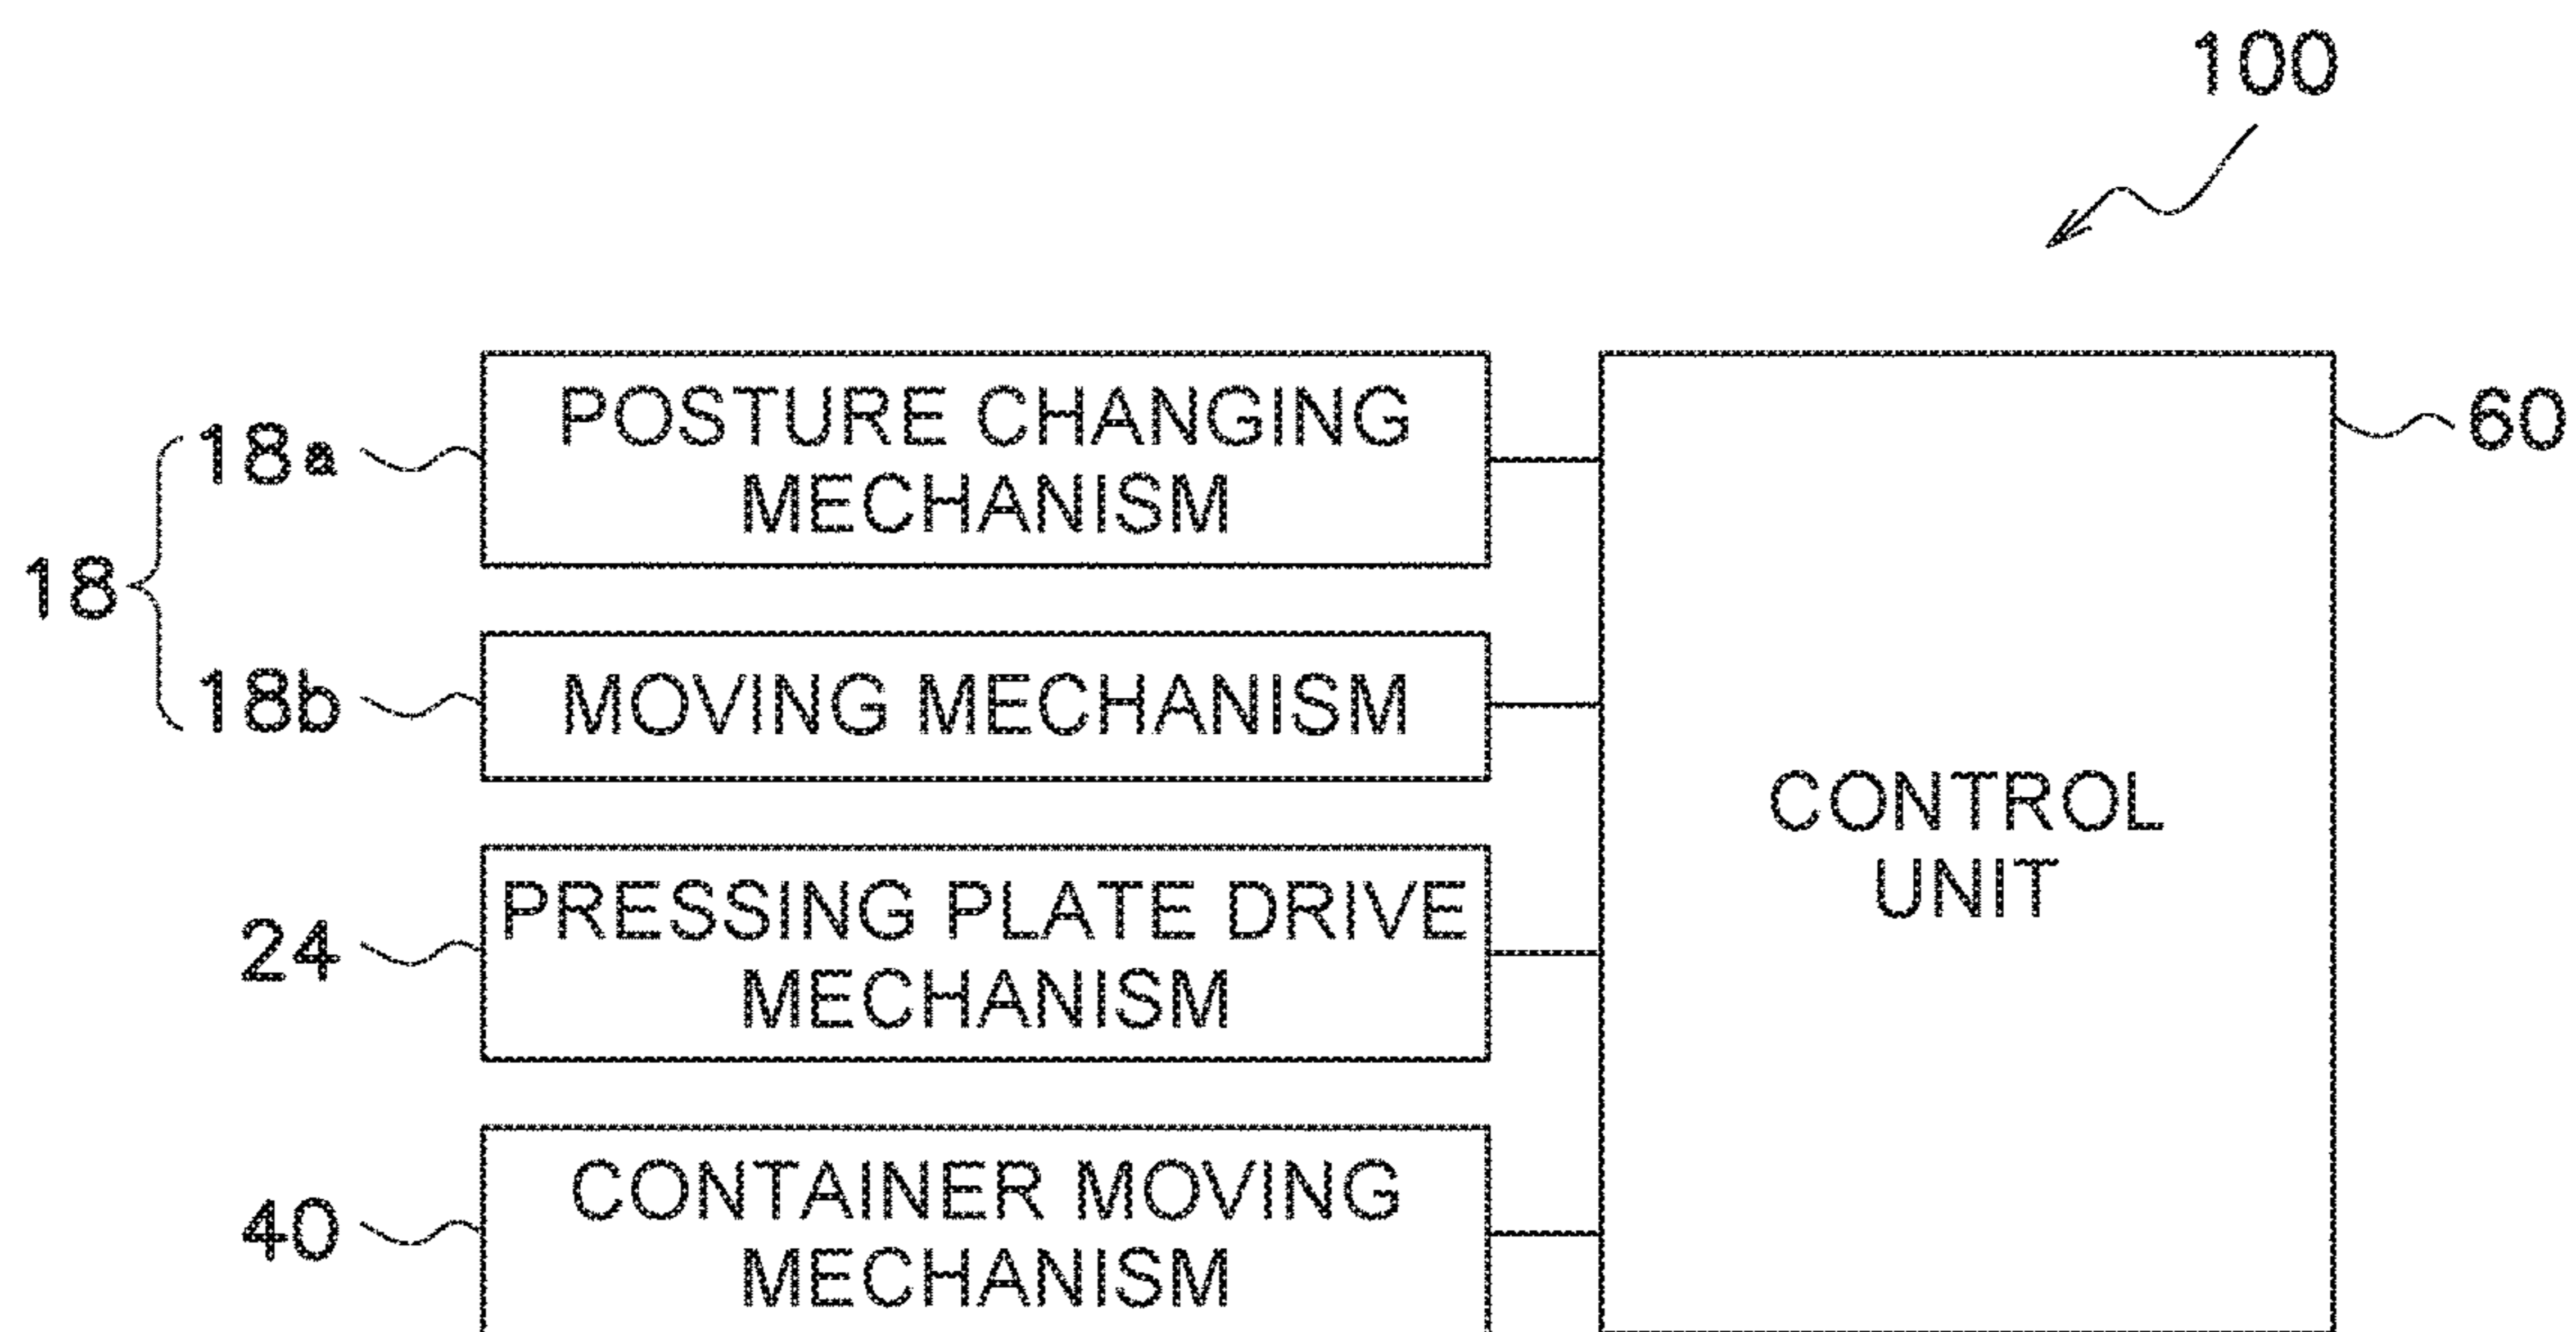 100
POSTURE CHANGING
MECHANISM
18a
60
18
MOVING MECHANISM
18b
CONTROL
UNIT
PRESSING PLATE DRIVE
MECHANISM
24
CONTAINER MOVING
MECHANISM
40